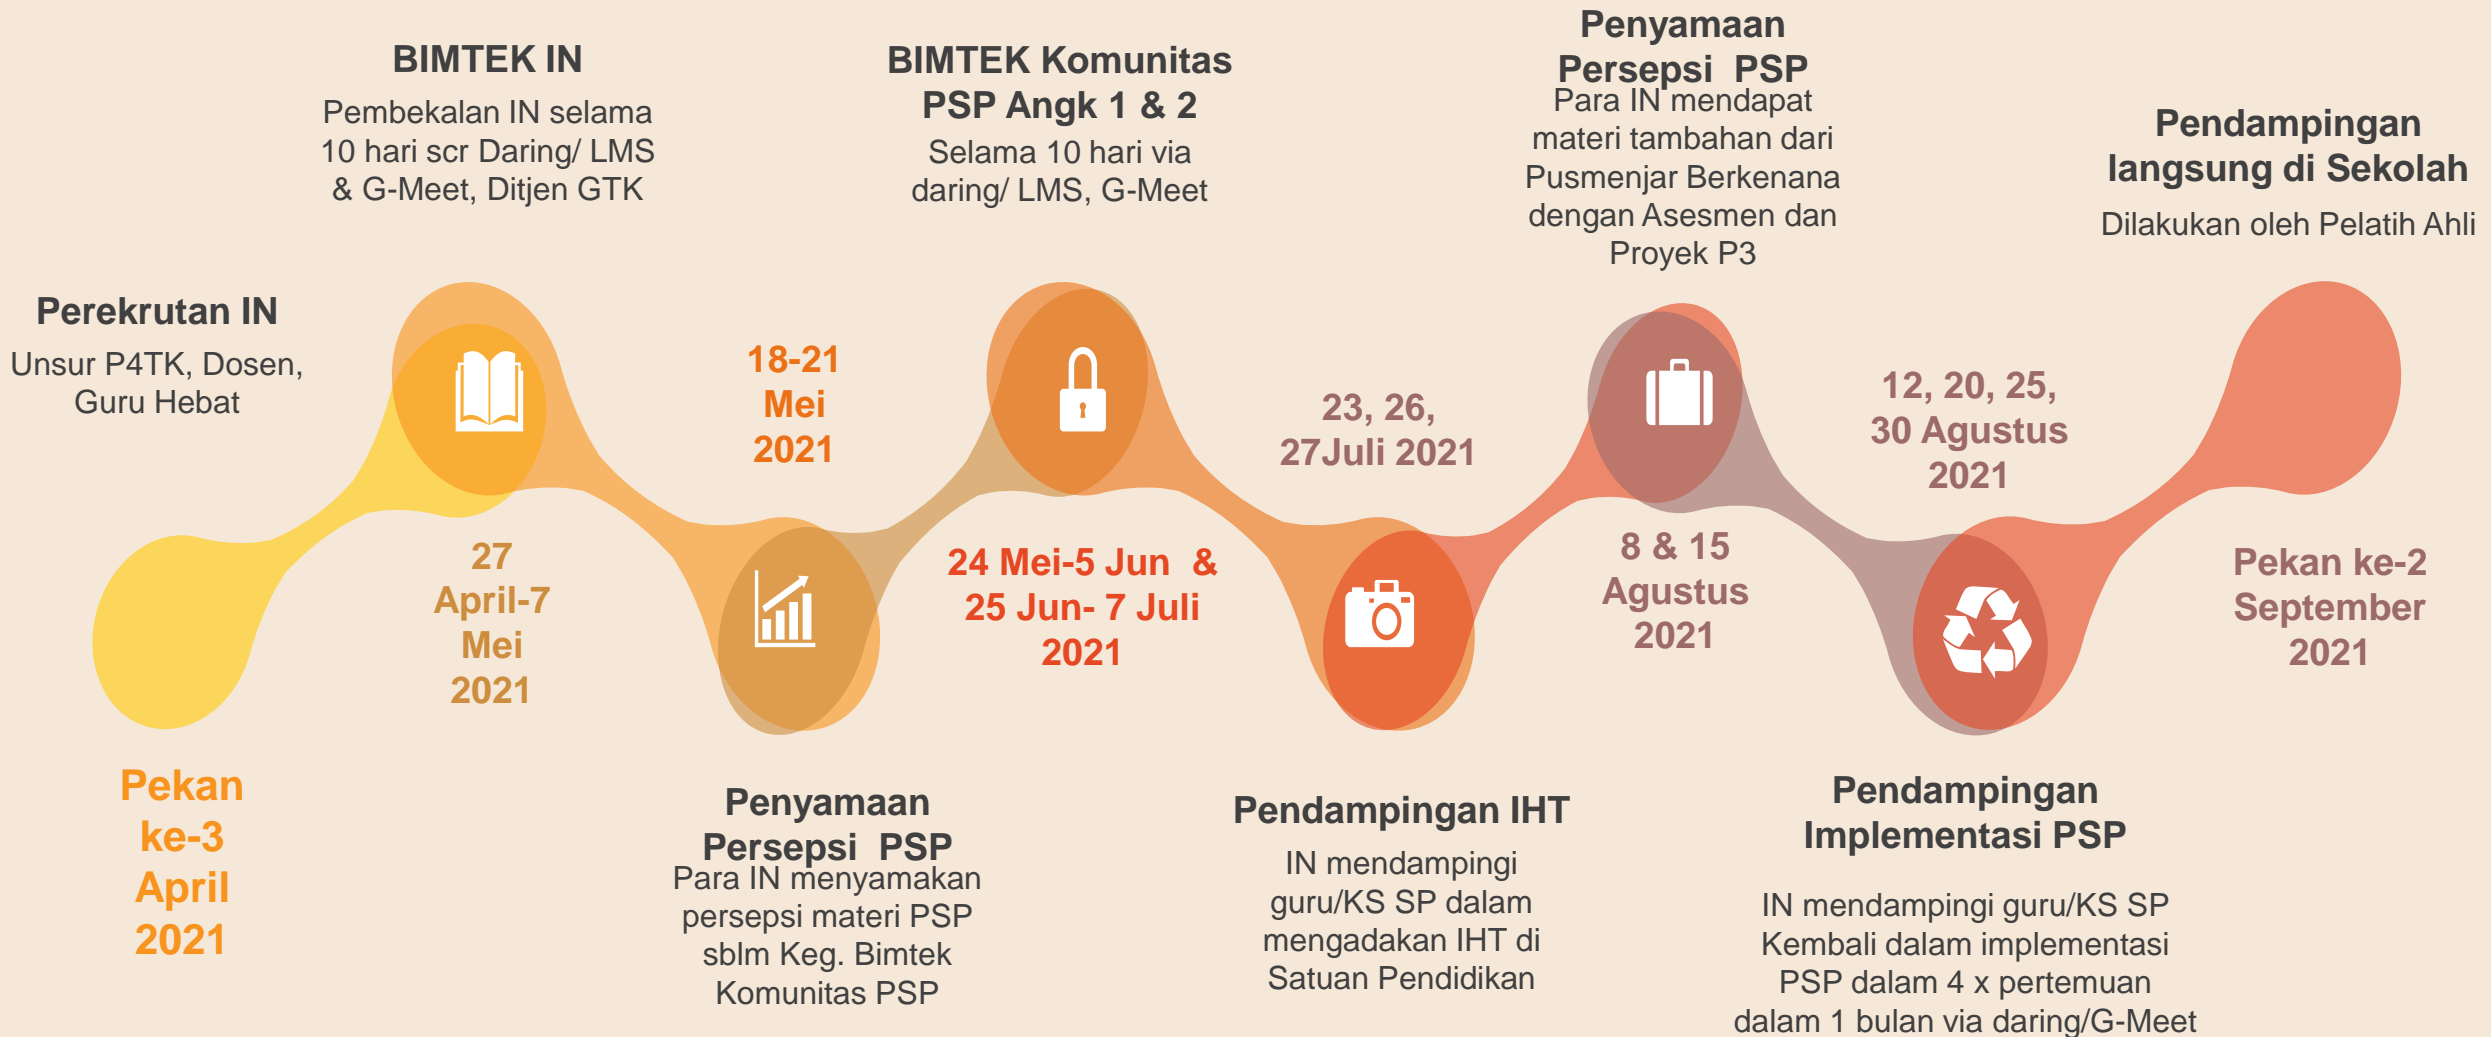 Perekrutan IN
Unsur P4TK, Dosen,
Guru Hebat
Pekan
ke-3
April
2021
BIMTEK IN
Pembekalan IN selama
10 hari scr Daring/ LMS
& G-Meet, Ditjen GTK
27
April-7
Mei
2021
18-21
Mei
2021
Penyamaan
Persepsi  PSP
Para IN menyamakan
persepsi materi PSP
sblm Keg. Bimtek
Komunitas PSP
BIMTEK Komunitas
PSP Angk 1 & 2
Selama 10 hari via
daring/ LMS, G-Meet
24 Mei-5 Jun  &
25 Jun- 7 Juli
2021
23, 26,
27Juli 2021
Pendampingan IHT
IN mendampingi
guru/KS SP dalam
mengadakan IHT di
Satuan Pendidikan
Penyamaan
Persepsi  PSP
Para IN mendapat
materi tambahan dari
Pusmenjar Berkenana
dengan Asesmen dan
Proyek P3
8 & 15
Agustus
2021
12, 20, 25,
30 Agustus
2021
Pendampingan
Implementasi PSP
IN mendampingi guru/KS SP
Kembali dalam implementasi
PSP dalam 4 x pertemuan
dalam 1 bulan via daring/G-Meet
Pendampingan
langsung di Sekolah
Dilakukan oleh Pelatih Ahli
Pekan ke-2
September
2021